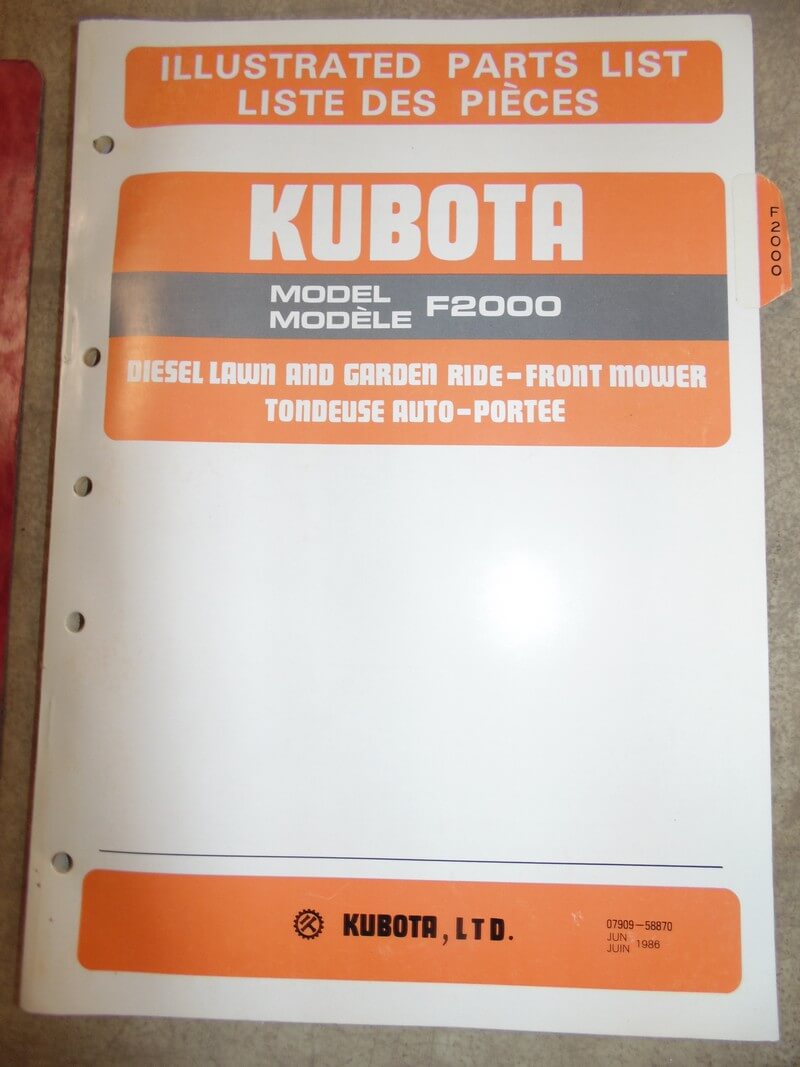 ILLUSTRATED PARTS LIST
LISTE DES PIÈCES
KUBOTA
F2000
MODEL
MODÈLE
F2000
DIESEL LAWN AND GARDEN RIDE-FRONT MOWER
TONDEUSE AUTO-PORTEE
KUBOTA, LTD.
07909-58870
JUN
JUIN
1986